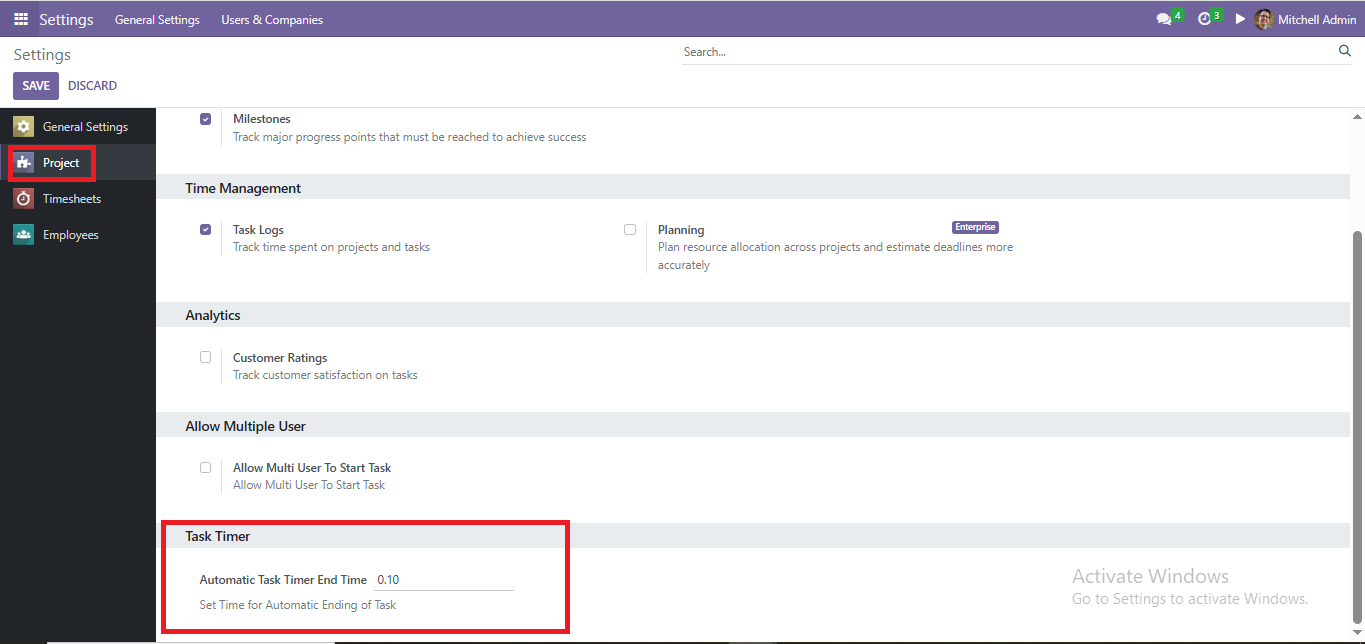 Settings General Settings Users & Companies 4 3 Mitchell Admin
Settings Search...
SAVE DISCARD
General Settings
Project
Timesheets
Employees
Milestones
Track major progress points that must be reached to achieve success
Time Management
Task Logs
Track time spent on projects and tasks
Planning Enterprise
Plan resource allocation across projects and estimate deadlines more
accurately
Analytics
Customer Ratings
Track customer satisfaction on tasks
Allow Multiple User
Allow Multi User To Start Task
Allow Multi User To Start Task
Task Timer
Automatic Task Timer End Time 0.10
Set Time for Automatic Ending of Task
Activate Windows
Go to Settings to activate Windows.